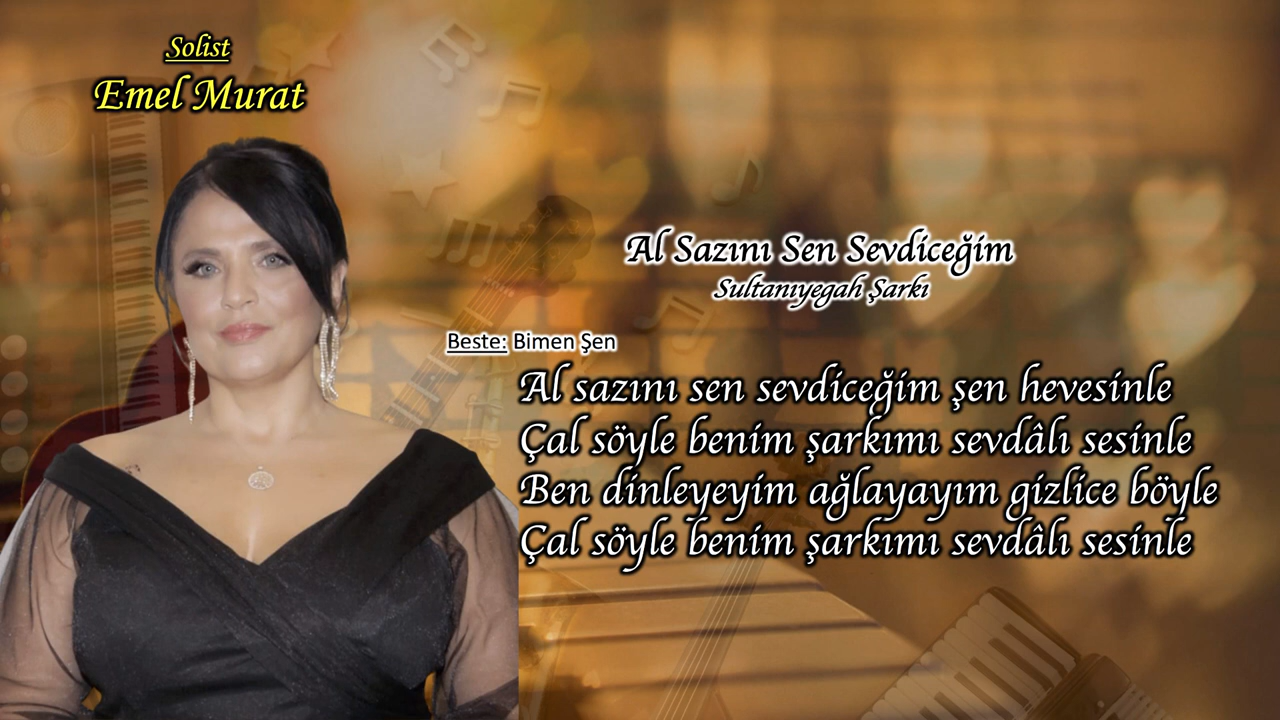 Solist
Emel Murat
Al Sazını Sen Sevdiceğim
Sultanıyegah Şarkı
Beste: Bimen Şen
Al sazını sen sevdiceğim şen hevesinle
Çal söyle benim şarkımı sevdâlı sesinle
Ben dinleyeyim ağlayayım gizlice böyle
Çal söyle benim şarkımı sevdâlı sesinle